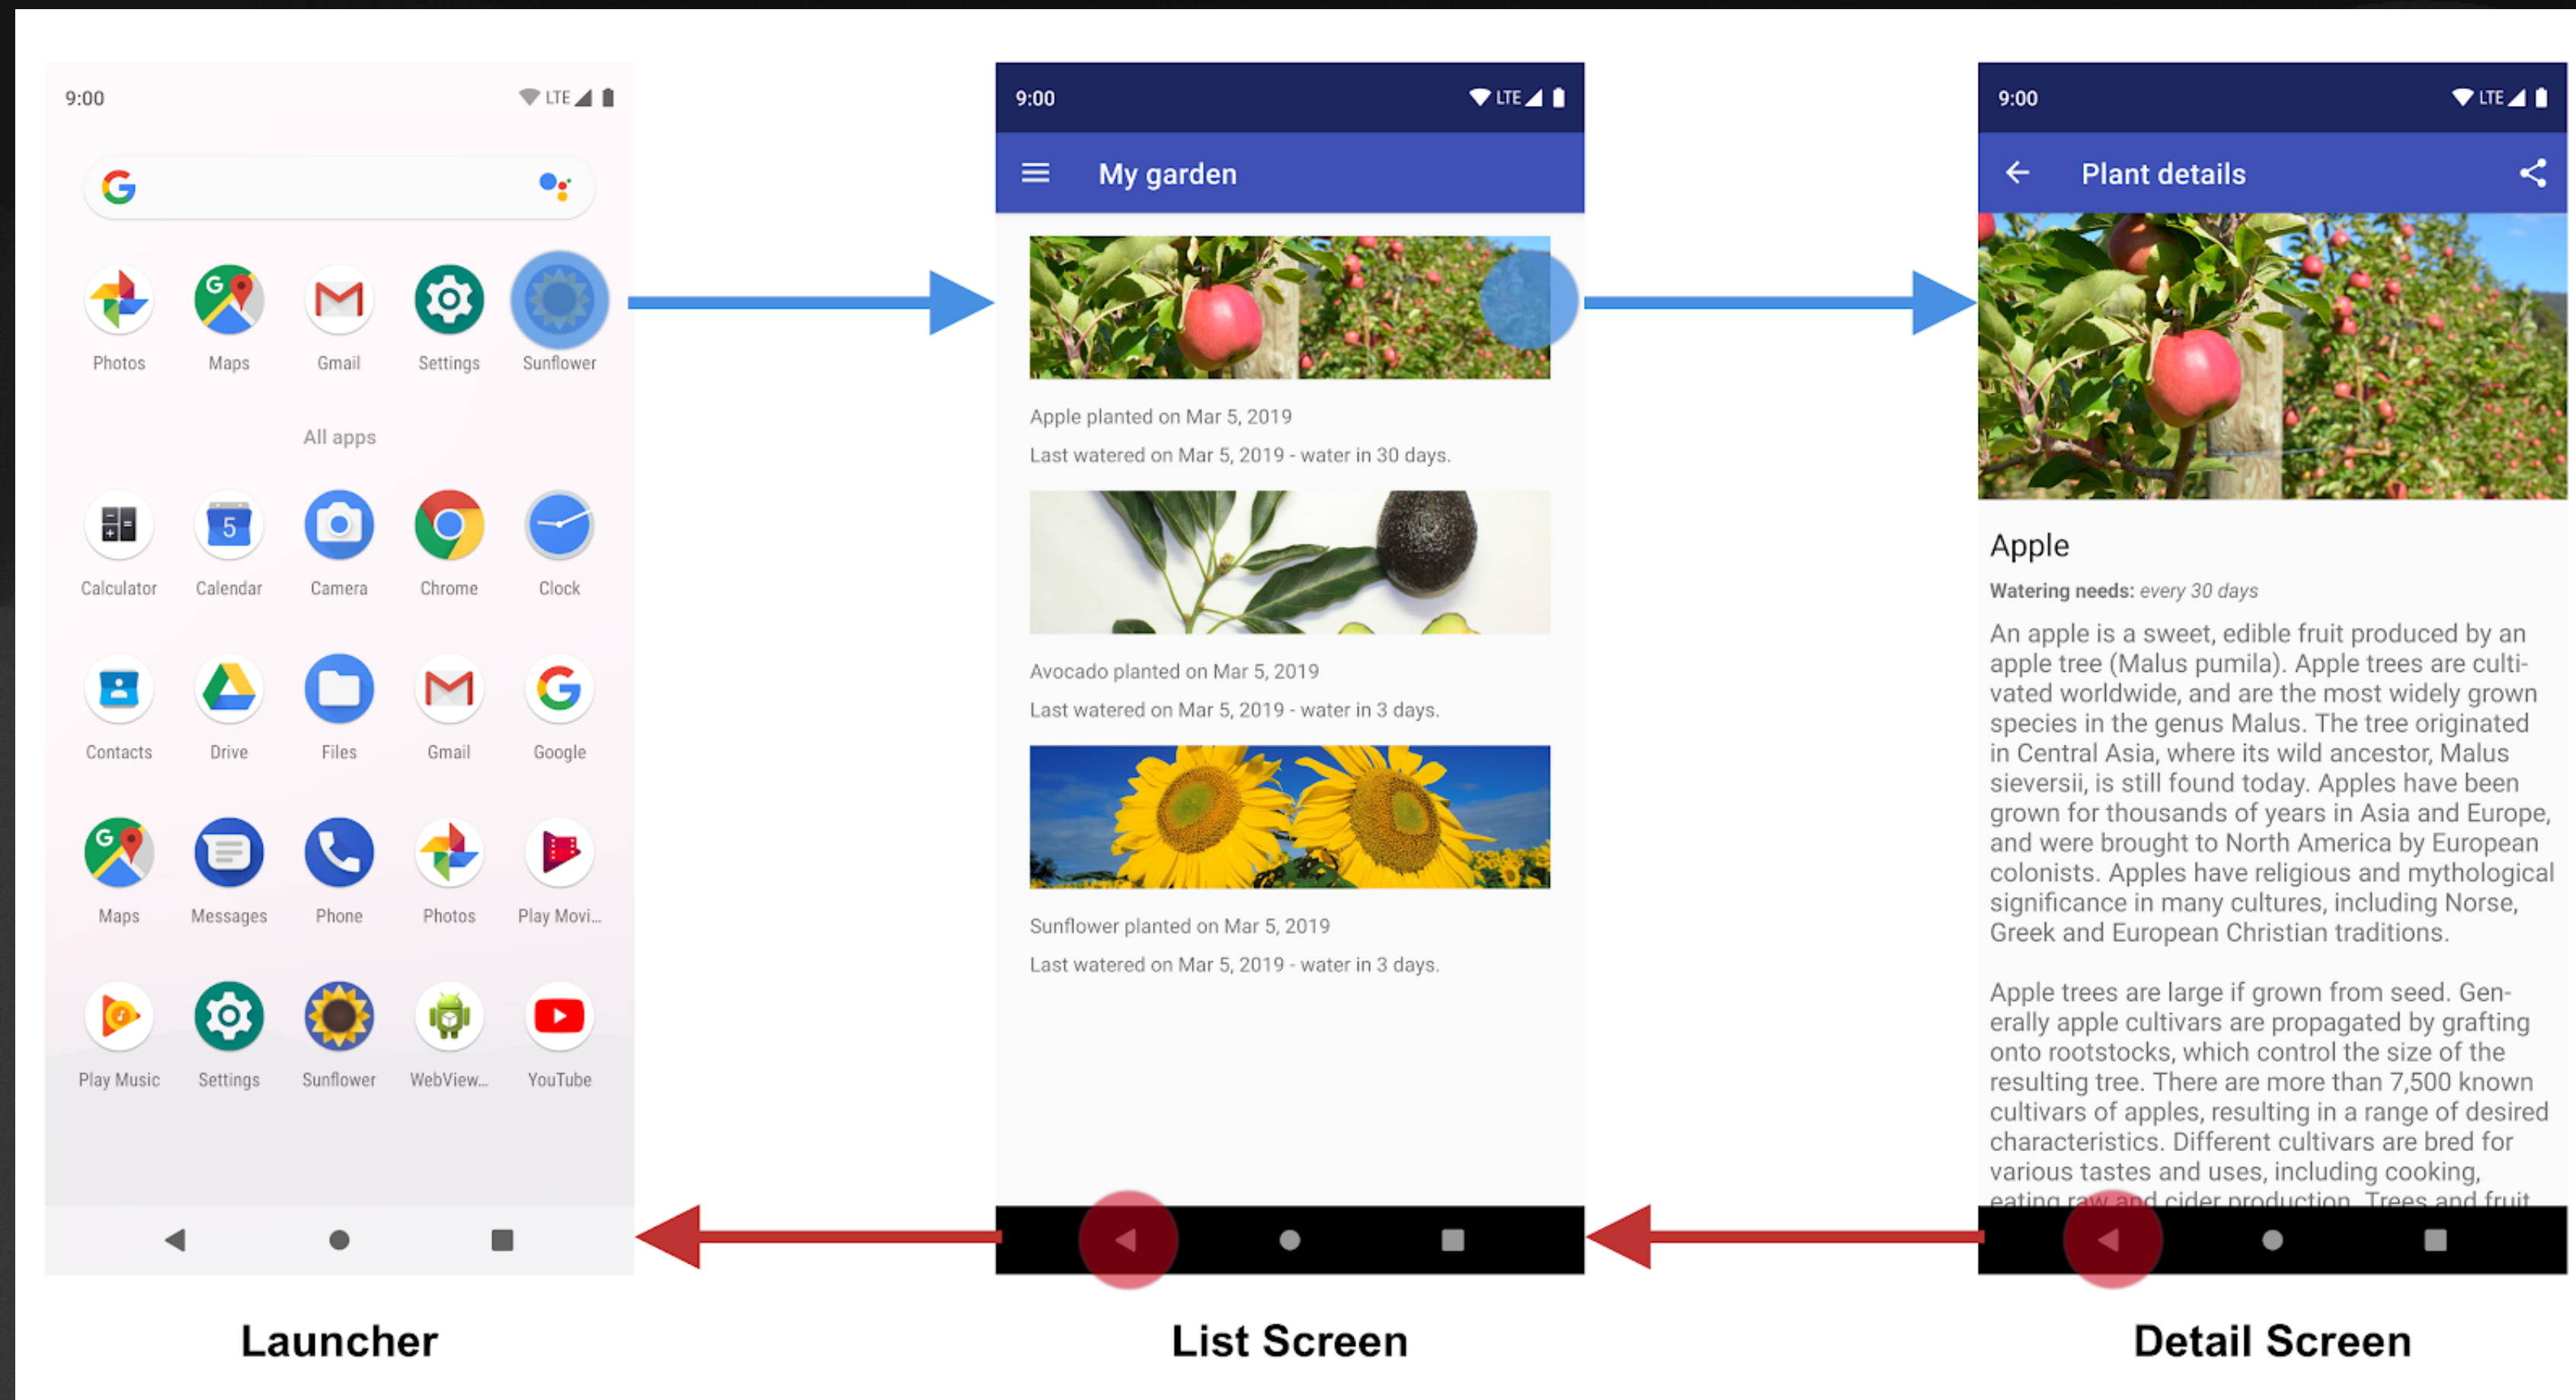 9:00
LTE
G
Photos
Maps
Gmail
Settings
Sunflower
All apps
Calculator
Calendar
Camera
Chrome
Clock
5
Contacts
Drive
Files
Gmail
Google
G
G
Maps
Messages
Phone
Photos
Play Movi...
Play Music
Settings
Sunflower
WebView...
YouTube
Launcher
9:00
LTE
My garden
Apple planted on Mar 5, 2019
Last watered on Mar 5, 2019 - water in 30 days.
Avocado planted on Mar 5, 2019
Last watered on Mar 5, 2019 - water in 3 days.
Sunflower planted on Mar 5, 2019
Last watered on Mar 5, 2019 - water in 3 days.
List Screen
9:00
LTE
Plant details
Apple
Watering needs: every 30 days
An apple is a sweet, edible fruit produced by an
apple tree (Malus pumila). Apple trees are culti-
vated worldwide, and are the most widely grown
species in the genus Malus. The tree originated
in Central Asia, where its wild ancestor, Malus
sieversii, is still found today. Apples have been
grown for thousands of years in Asia and Europe,
and were brought to North America by European
colonists. Apples have religious and mythological
significance in many cultures, including Norse,
Greek and European Christian traditions.
Apple trees are large if grown from seed. Gen-
erally apple cultivars are propagated by grafting
onto rootstocks, which control the size of the
resulting tree. There are more than 7,500 known
cultivars of apples, resulting in a range of desired
characteristics. Different cultivars are bred for
various tastes and uses, including cooking,
eating raw and cider production. Trees and fruit
Detail Screen